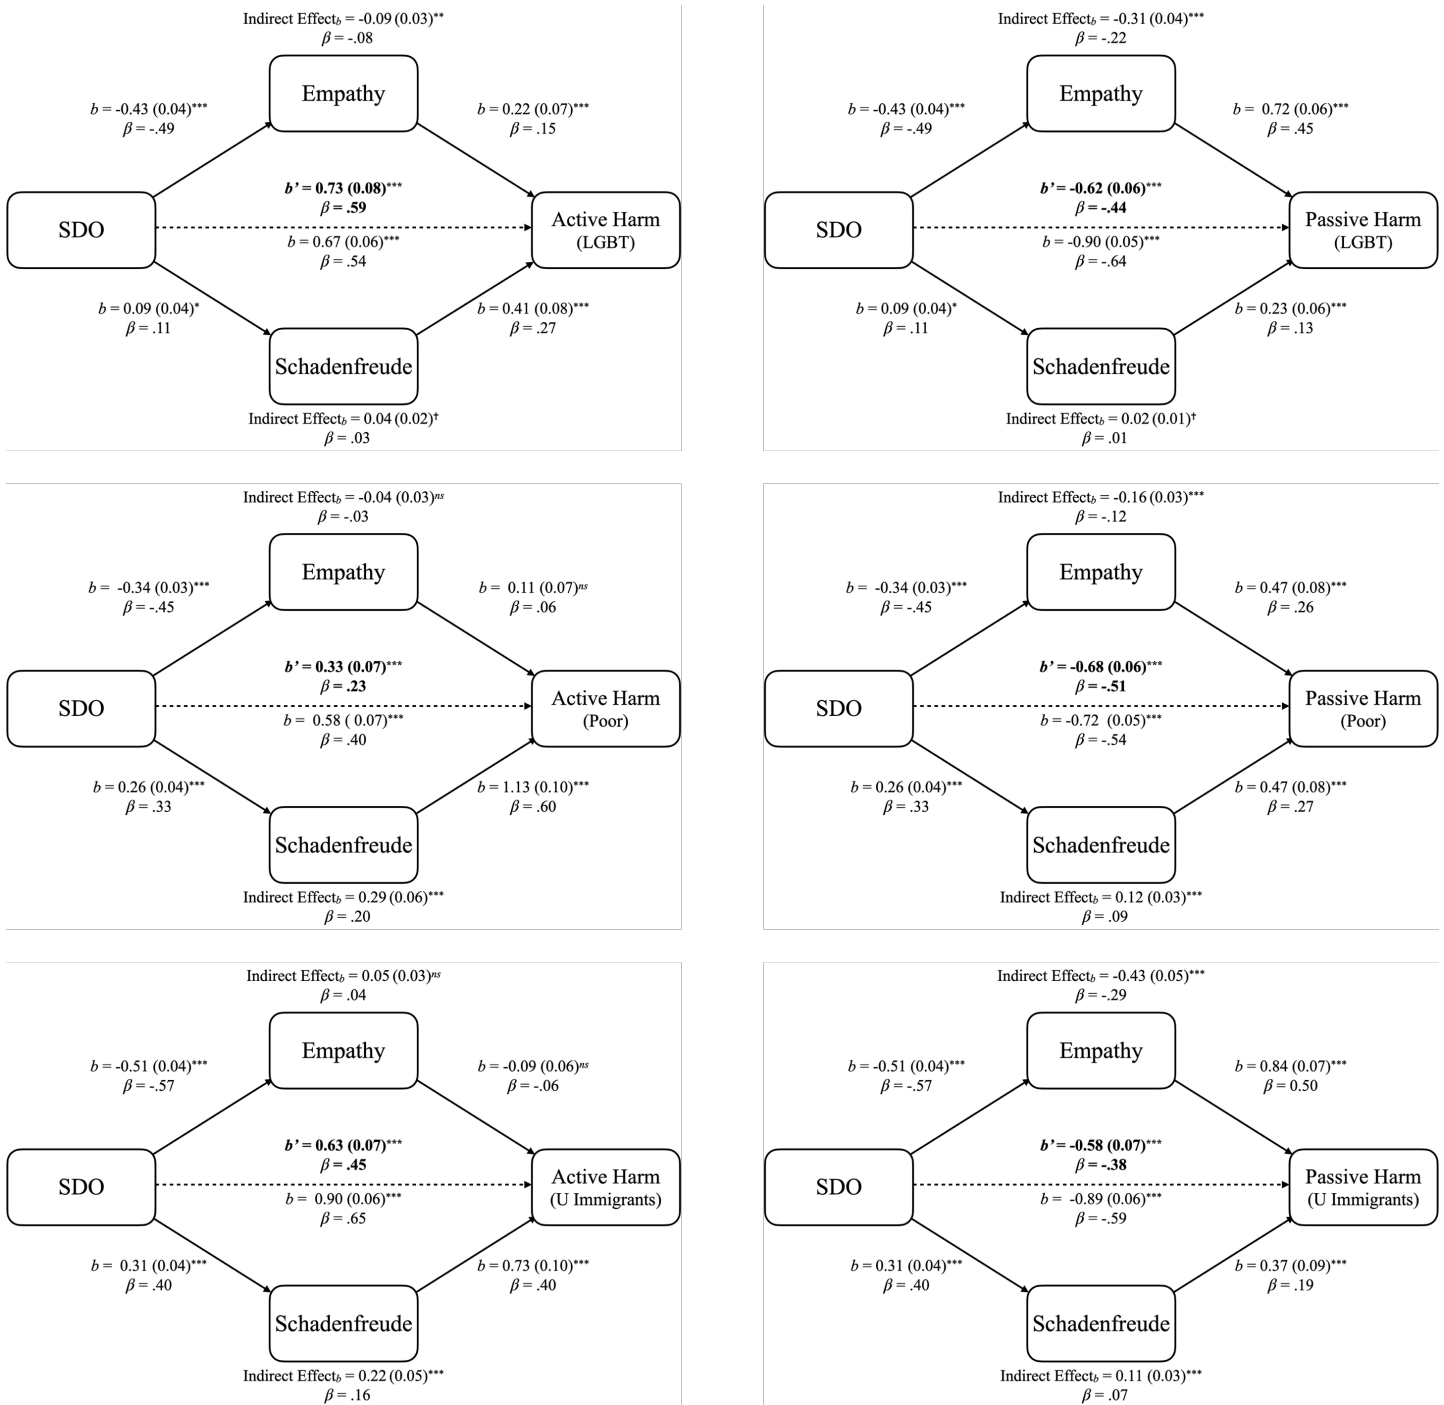 Indirect Effectb = -0.09 (0.03)**
β = -.08
Empathy
b = -0.43 (0.04)***
β = -.49
b = 0.22 (0.07)***
β = .15
SDO
b’ = 0.73 (0.08)***
β = .59
b = 0.67 (0.06)***
β = .54
Active Harm
(LGBT)
b = 0.09 (0.04)*
β = .11
b = 0.41 (0.08)***
β = .27
Schadenfreude
Indirect Effectb = 0.04 (0.02)†
β = .03
Indirect Effectb = -0.31 (0.04)***
β = -.22
Empathy
b = -0.43 (0.04)***
β = -.49
b = 0.72 (0.06)***
β = .45
SDO
b’ = -0.62 (0.06)***
β = -.44
b = -0.90 (0.05)***
β = -.64
Passive Harm
(LGBT)
b = 0.09 (0.04)*
β = .11
b = 0.23 (0.06)***
β = .13
Schadenfreude
Indirect Effectb = 0.02 (0.01)†
β = .01
Indirect Effectb = -0.04 (0.03)ns
β = -.03
Empathy
b = -0.34 (0.03)***
β = -.45
b = 0.11 (0.07)ns
β = .06
SDO
b’ = 0.33 (0.07)***
β = .23
b = 0.58 ( 0.07)***
β = .40
Active Harm
(Poor)
b = 0.26 (0.04)***
β = .33
b = 1.13 (0.10)***
β = .60
Schadenfreude
Indirect Effectb = 0.29 (0.06)***
β = .20
Indirect Effectb = -0.16 (0.03)***
β = -.12
Empathy
b = -0.34 (0.03)***
β = -.45
b = 0.47 (0.08)***
β = .26
SDO
b’ = -0.68 (0.06)***
β = -.51
b = -0.72 (0.05)***
β = -.54
Passive Harm
(Poor)
b = 0.26 (0.04)***
β = .33
b = 0.47 (0.08)***
β = .27
Schadenfreude
Indirect Effectb = 0.12 (0.03)***
β = .09
Indirect Effectb = 0.05 (0.03)ns
β = .04
Empathy
b = -0.51 (0.04)***
β = -.57
b = -0.09 (0.06)ns
β = -.06
SDO
b’ = 0.63 (0.07)***
β = .45
b = 0.90 (0.06)***
β = .65
Active Harm
(U Immigrants)
b = 0.31 (0.04)***
β = .40
b = 0.73 (0.10)***
β = .40
Schadenfreude
Indirect Effectb = 0.22 (0.05)***
β = .16
Indirect Effectb = -0.43 (0.05)***
β = -.29
Empathy
b = -0.51 (0.04)***
β = -.57
b = 0.84 (0.07)***
β = 0.50
SDO
b’ = -0.58 (0.07)***
β = -.38
b = -0.89 (0.06)***
β = -.59
Passive Harm
(U Immigrants)
b = 0.31 (0.04)***
β = .40
b = 0.37 (0.09)***
β = .19
Schadenfreude
Indirect Effectb = 0.11 (0.03)***
β = .07